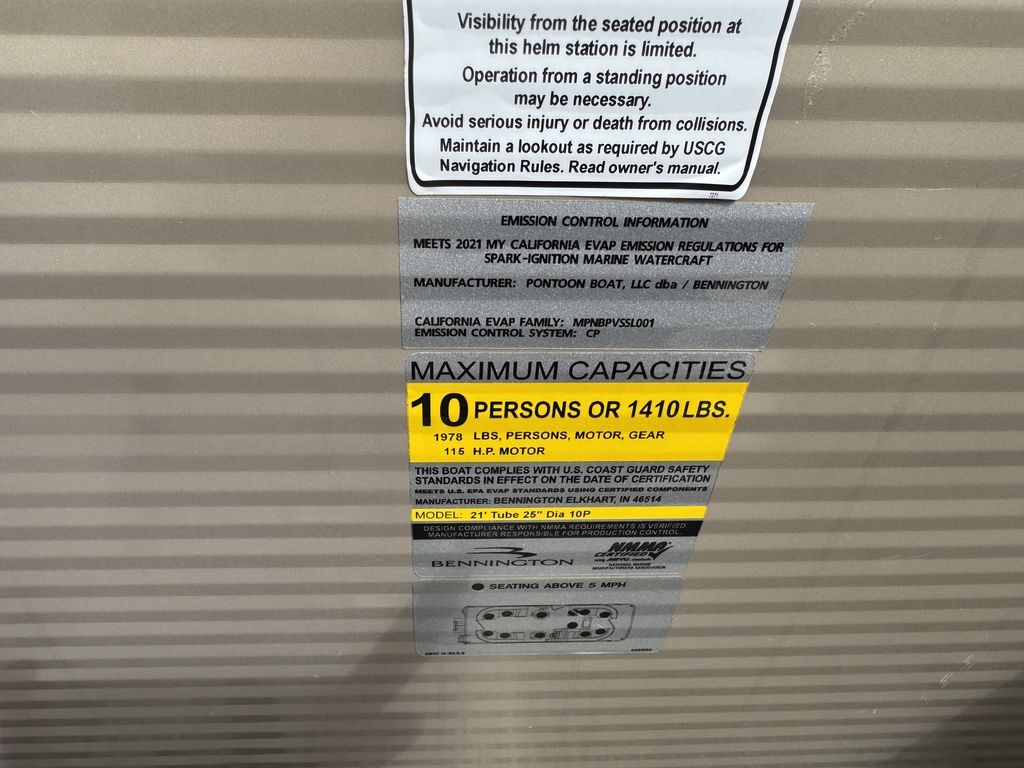 Visibility from the seated position at
this helm station is limited.
Operation from a standing position
may be necessary.
Avoid serious injury or death from collisions.
Maintain a lookout as required by USCG
Navigation Rules. Read owner's manual.
EMISSION CONTROL INFORMATION
MEETS 2021 MY CALIFORNIA EVAP EMISSION REGULATIONS FOR
SPARK-IGNITION MARINE WATERCRAFT
MANUFACTURER: PONTOON BOAT, LLC dba / BENNINGTON
CALIFORNIA EVAP FAMILY: MPNBPVSSL001
EMISSION CONTROL SYSTEM: CP
MAXIMUM CAPACITIES
10 PERSONS OR 1410 LBS.
1978 LBS, PERSONS, MOTOR, GEAR
115 H.P. MOTOR
THIS BOAT COMPLIES WITH U.S. COAST GUARD SAFETY
STANDARDS IN EFFECT ON THE DATE OF CERTIFICATION
MEETS U.S. EPA EVAP STANDARDS USING CERTIFIED COMPONENTS
MANUFACTURER: BENNINGTON ELKHART, IN 46514
MODEL: 21' Tube 25" Dia 10P
DESIGN COMPLIANCE WITH NMMA REQUIREMENTS IS VERIFIED.
MANUFACTURER RESPONSIBLE FOR PRODUCTION CONTROL.
BENNINGTON
NMMA
CERTIFIED
NATIONAL MARINE
MANUFACTURERS ASSOCIATION
SEATING ABOVE 5 MPH